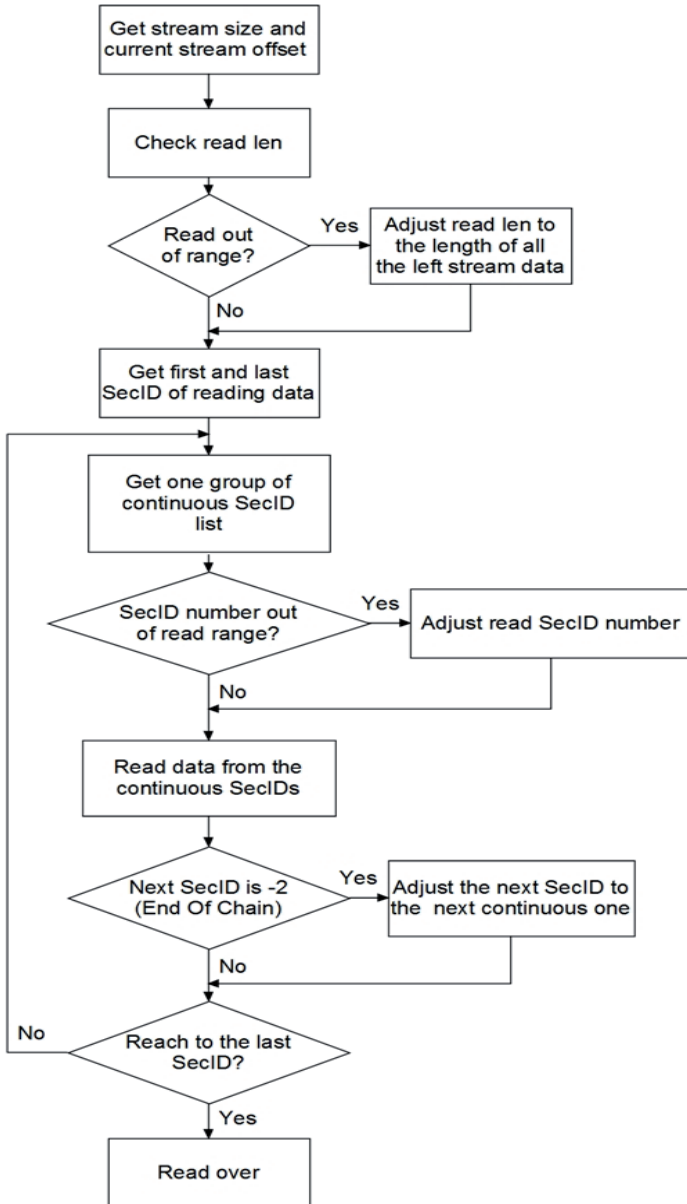 Get stream size and
current stream offset
Check read len
Read out
of range?
Yes
Adjust read len to
the length of all
the left stream data
No
Get first and last
SecID of reading data
Get one group of
continuous SecID
list
SecID number out
of read range?
Yes
Adjust read SecID number
No
Read data from the
continuous SecIDs
Next SecID is -2
(End Of Chain)
Yes
Adjust the next SecID to
the next continuous one
No
Reach to the last
SecID?
No
Yes
Read over